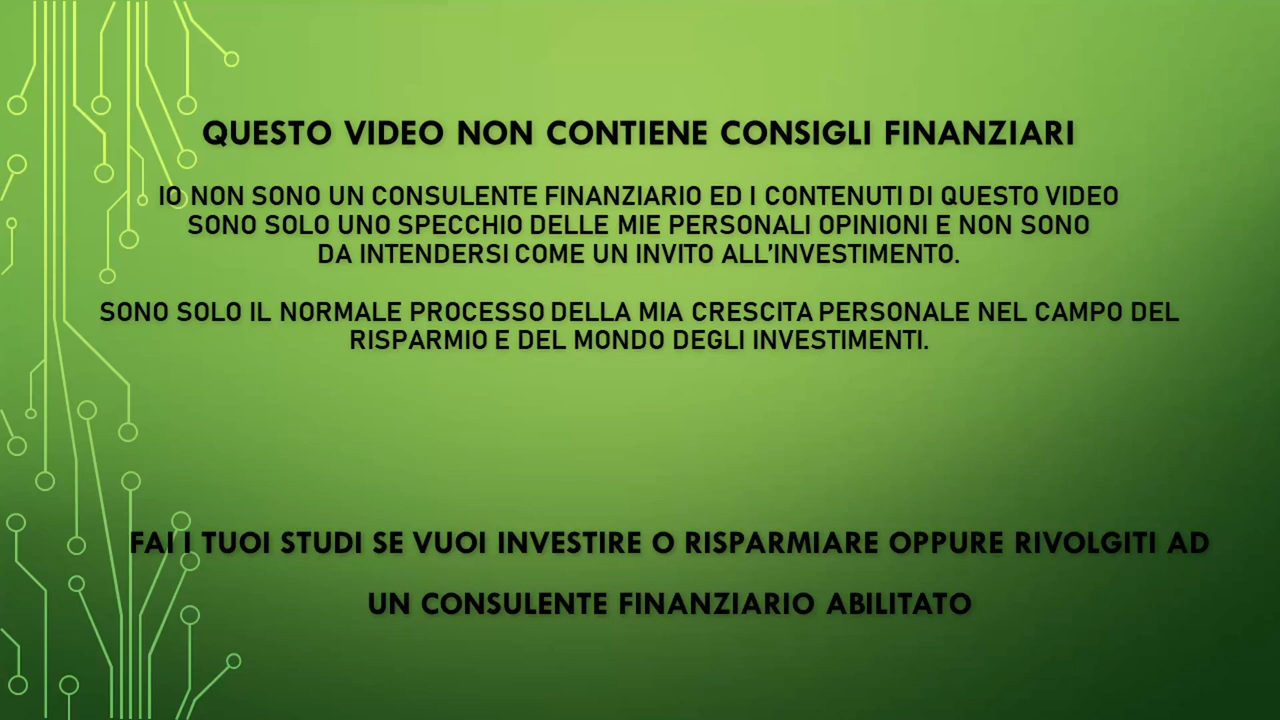 QUESTO VIDEO NON CONTIENE CONSIGLI FINANZIARI
IO NON SONO UN CONSULENTE FINANZIARIO ED I CONTENUTI DI QUESTO VIDEO
SONO SOLO UNO SPECCHIO DELLE MIE PERSONALI OPINIONI E NON SONO
DA INTENDERSI COME UN INVITO ALL'INVESTIMENTO.
SONO SOLO IL NORMALE PROCESSO DELLA MIA CRESCITA PERSONALE NEL CAMPO DEL
RISPARMIO E DEL MONDO DEGLI INVESTIMENTI.
FAI I TUOI STUDI SE VUOI INVESTIRE O RISPARMIARE OPPURE RIVOLGITI AD
UN CONSULENTE FINANZIARIO ABILITATO